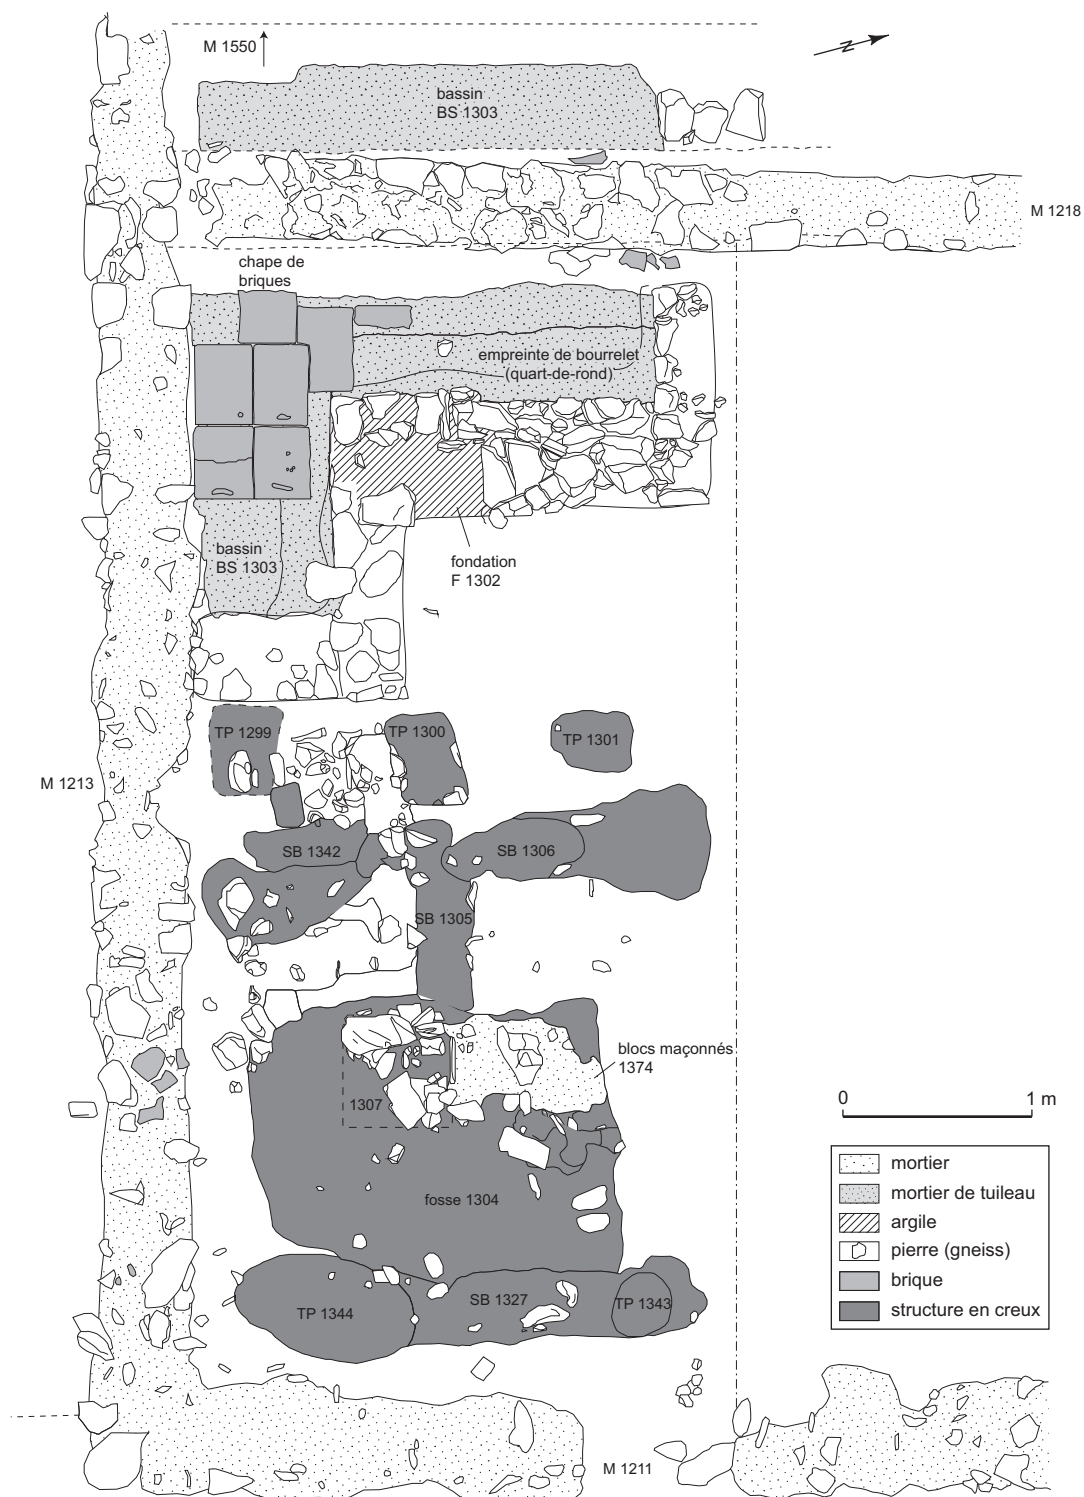 M 1550
N
bassin
BS 1303
M 1218
chape de
briques
empreinte de bourrelet
(quart-de-rond)
bassin
BS 1303
fondation
F 1302
TP 1299
TP 1300
TP 1301
M 1213
SB 1342
SB 1306
SB 1305
blocs maçonnés
1374
1307
0 1 m
mortier
mortier de tuileau
argile
pierre (gneiss)
brique
structure en creux
fosse 1304
TP 1344
SB 1327
TP 1343
M 1211